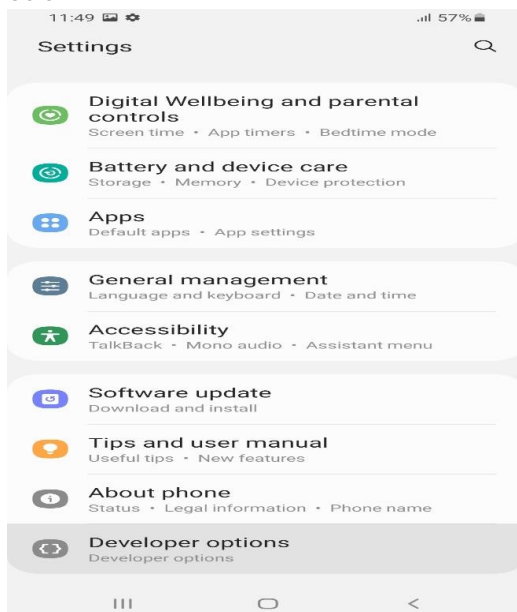 11:49
57%
Settings
Digital Wellbeing and parental
controls
Screen time • App timers • Bedtime mode
Battery and device care
Storage • Memory • Device protection
Apps
Default apps • App settings
General management
Language and keyboard • Date and time
Accessibility
TalkBack • Mono audio • Assistant menu
Software update
Download and install
Tips and user manual
Useful tips • New features
About phone
Status • Legal information • Phone name
Developer options
Developer options